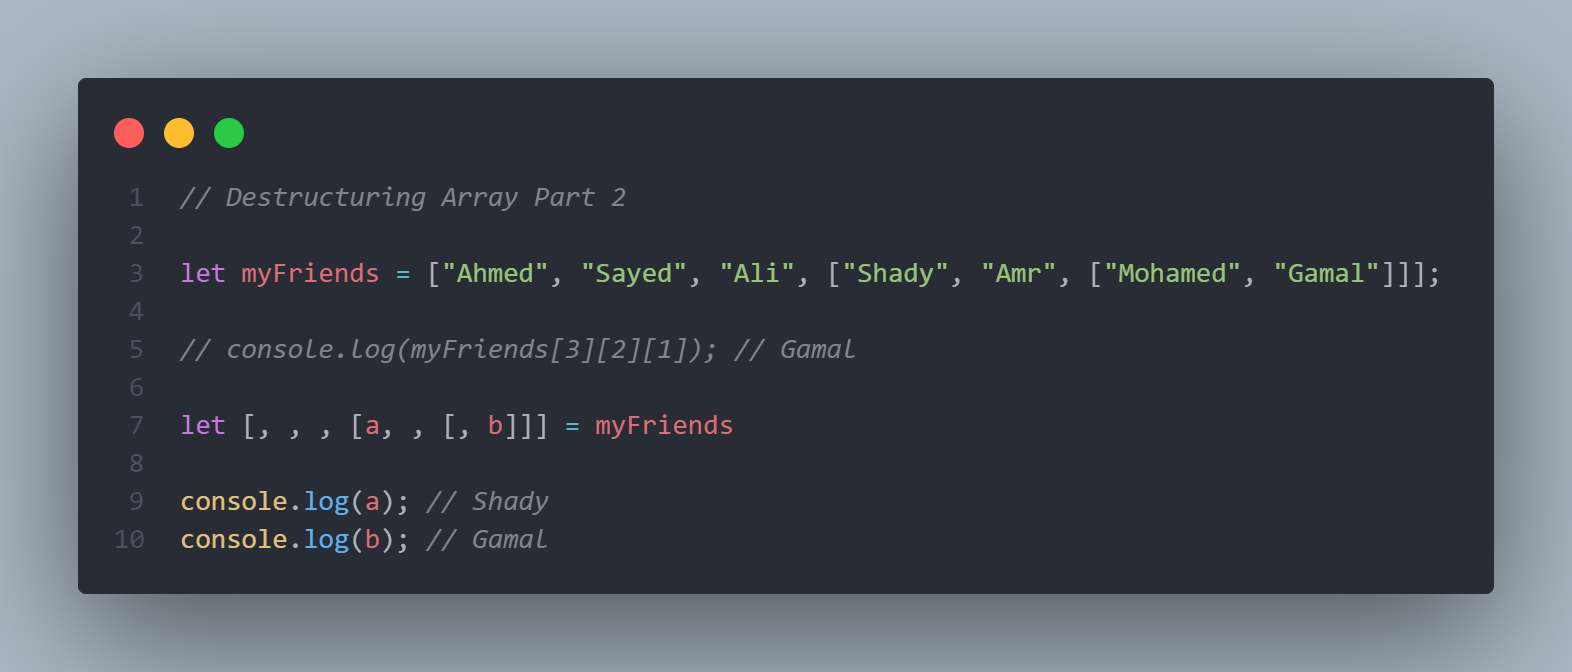 1 // Destructuring Array Part 2
2
3 let myFriends = ["Ahmed", "Sayed", "Ali", ["Shady", "Amr", ["Mohamed", "Gamal"]]];
4
5 // console.log(myFriends[3][2][1]); // Gamal
6
7 let [, , , [a, , [, b]]] = myFriends
8
9 console.log(a); // Shady
10 console.log(b); // Gamal